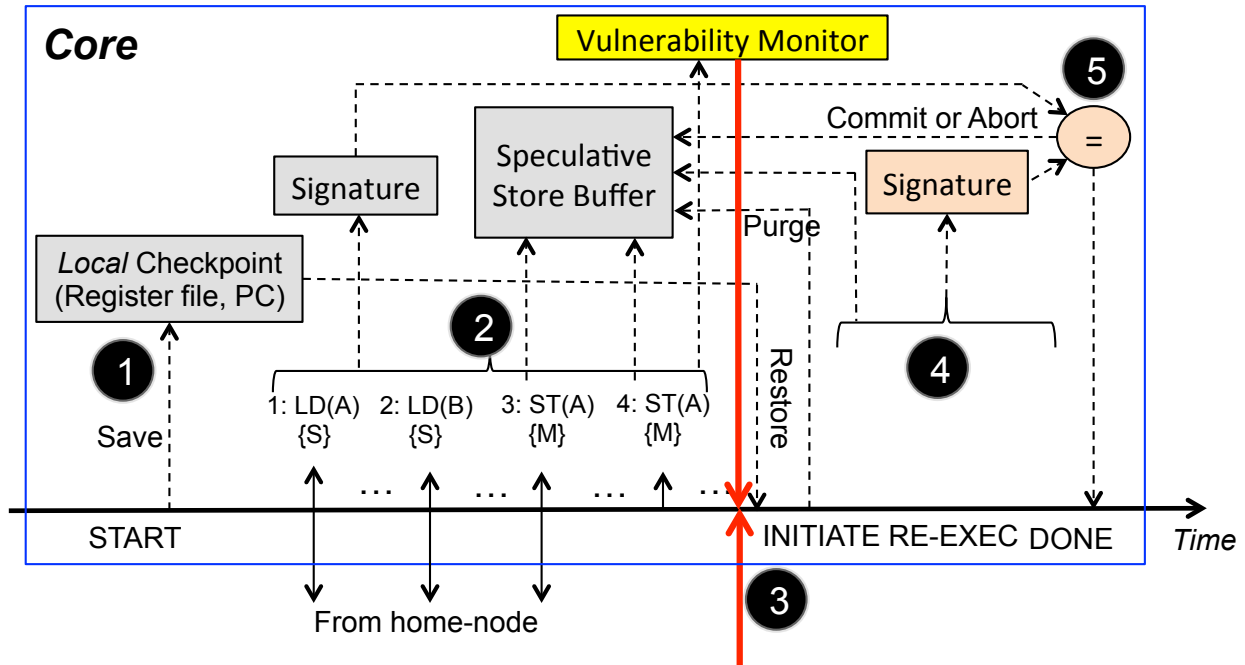 Core
Vulnerability Monitor
5
Commit or Abort
=
Speculative
Store Buffer
Signature
Signature
Purge
Local Checkpoint
(Register file, PC)
1
2
4
Restore
Save
1: LD(A)
{S}
2: LD(B)
{S}
3: ST(A)
{M}
4: ST(A)
{M}
... ... ... ... ...
START
INITIATE RE-EXEC
DONE
Time
3
From home-node